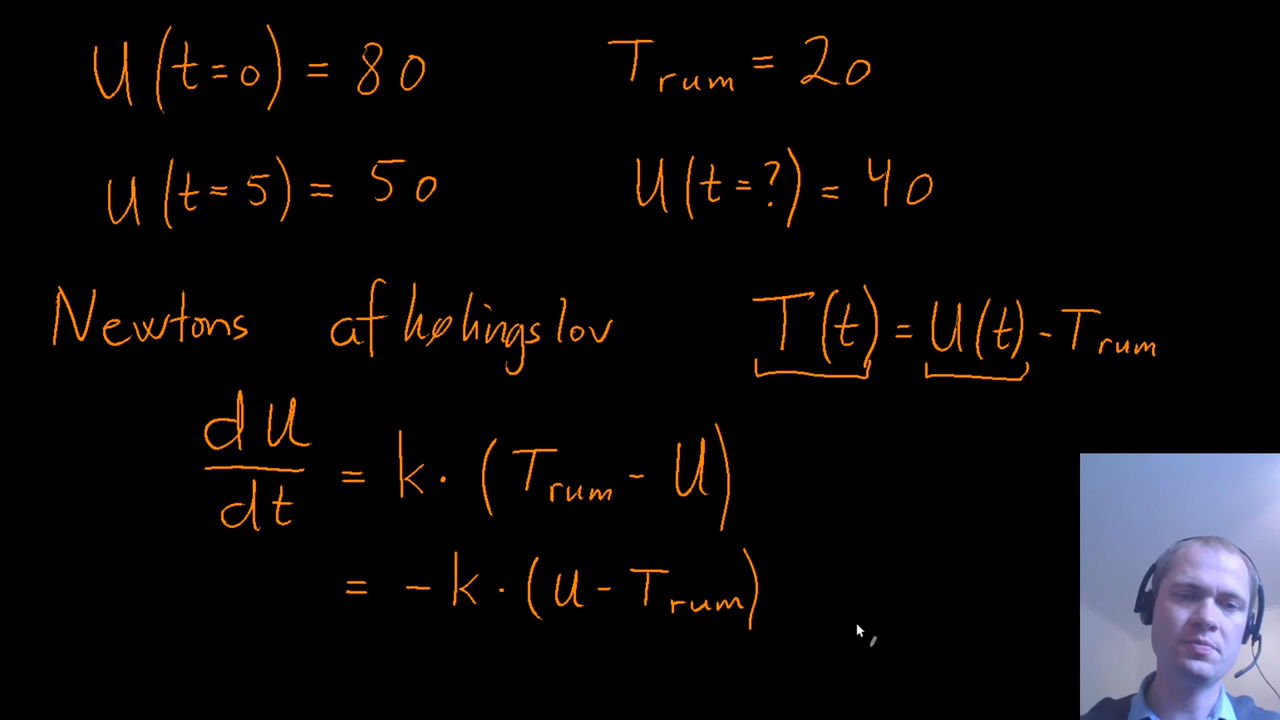 U(t=0) = 80
T_rum = 20
U(t=5) = 50
U(t=?) = 40
Newtons afkølingslov
T(t) = U(t) - T_rum
dU/dt = k · (T_rum - U)
= -k · (U - T_rum)